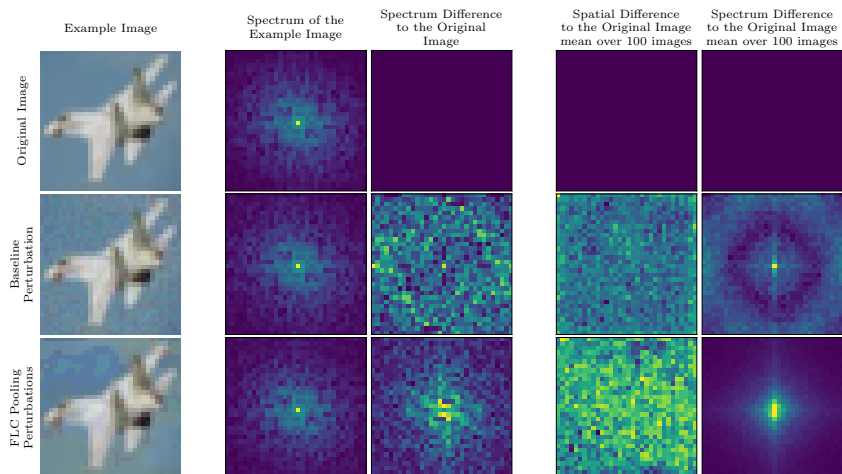 Example Image
Spectrum of the
Example Image
Spectrum Difference
to the Original
Image
Spatial Difference
to the Original Image
mean over 100 images
Spectrum Difference
to the Original Image
mean over 100 images
Original Image
Baseline
Perturbation
FLC Pooling
Perturbations